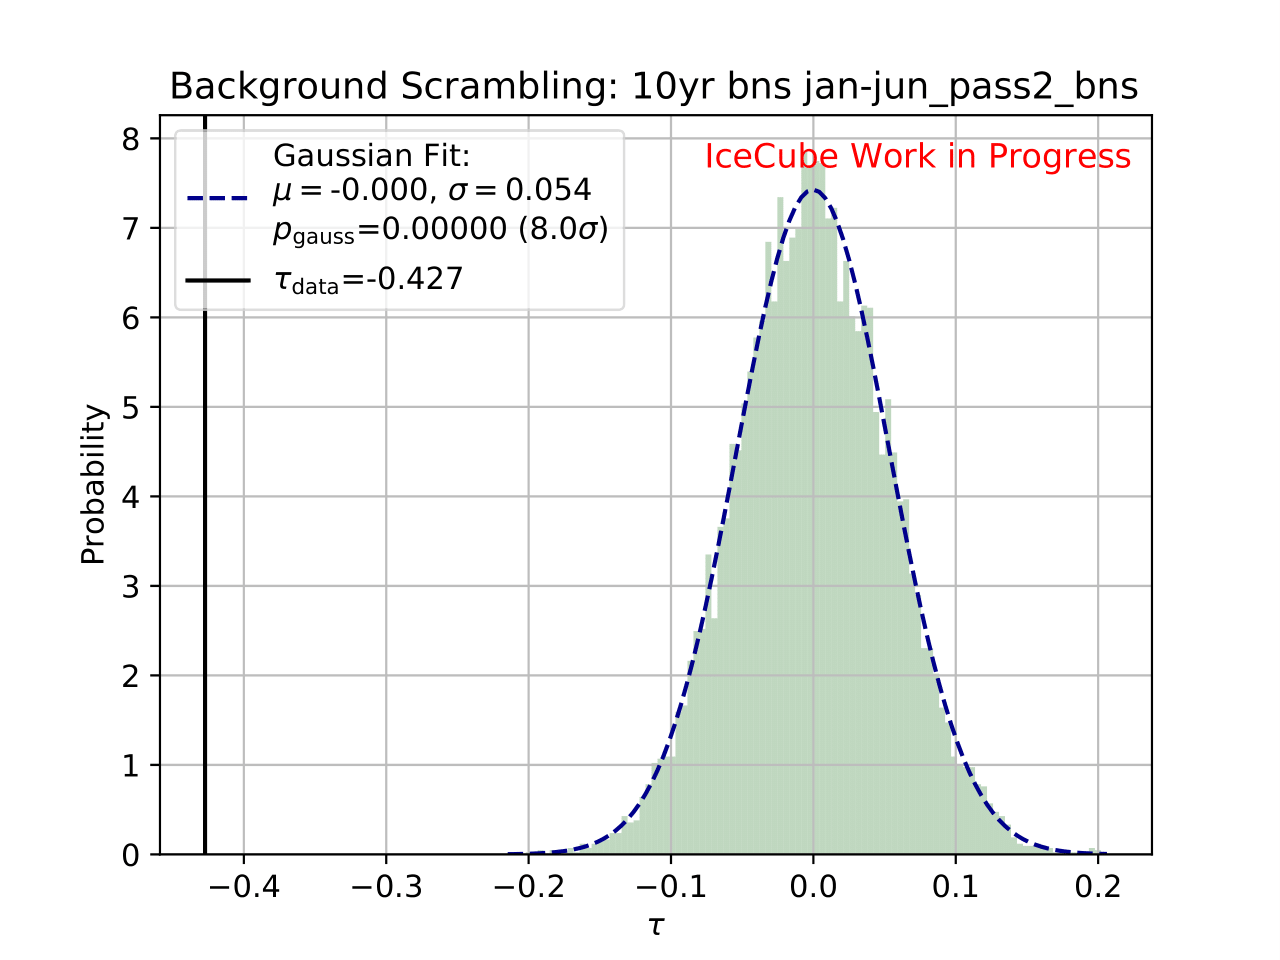 Background Scrambling: 10yr bns jan-jun_pass2_bns
IceCube Work in Progress
Gaussian Fit:
μ = -0.000, σ = 0.054
p_gauss=0.00000 (8.0σ)
τ_data=-0.427
Probability
8
7
6
5
4
3
2
1
0
−0.4 −0.3 −0.2 −0.1 0.0 0.1 0.2
τ